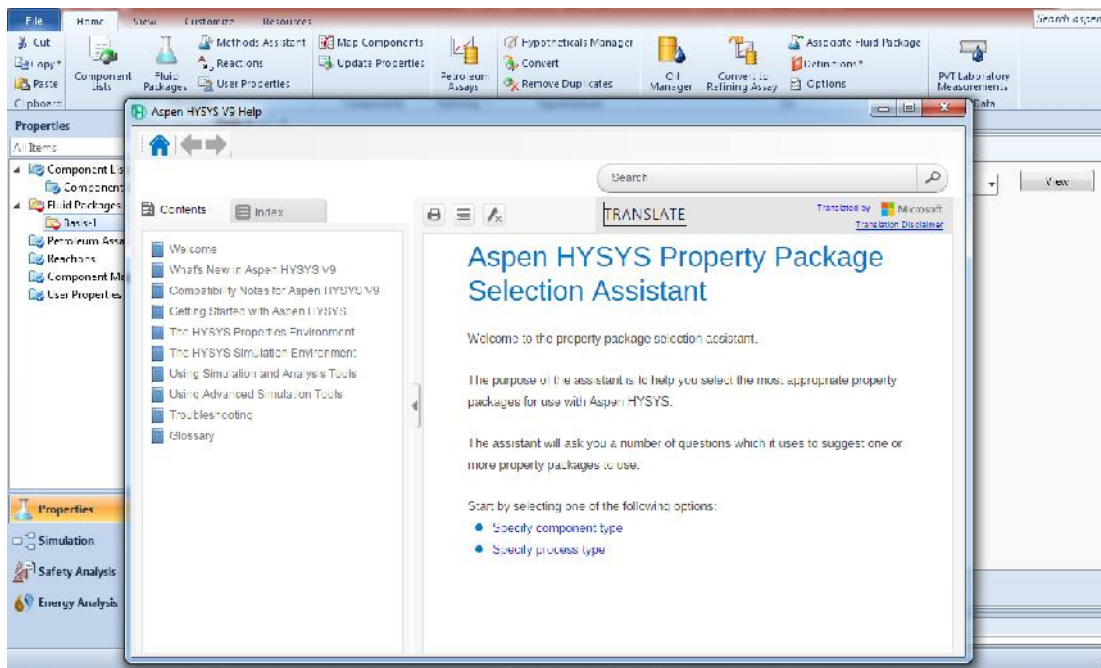 File Home View Customize Resources
Search aspen
Cut
Copy
Paste
Clipboard
Component Lists
Fluid Packages
Methods Assistant
Reactions
User Properties
Map Components
Update Properties
Petroleum Assays
Hypotheticals Manager
Convert
Remove Duplicates
Oil Manager
Convert to Refining Assay
Associate Fluid Package
Definitions
Options
PVT Laboratory Measurements
Data
Aspen HYSYS V9 Help
Properties
All Items
Component Lis
Component
Fluid Packages
Basis-1
Petroleum Assa
Reactions
Component Ma
User Properties
Properties
Simulation
Safety Analysis
Energy Analysis
View
Search
Contents Index
Welcome
What's New in Aspen HYSYS V9
Compatibility Notes for Aspen HYSYS V9
Getting Started with Aspen HYSYS
The HYSYS Properties Environment
The HYSYS Simulation Environment
Using Simulation and Analysis Tools
Using Advanced Simulation Tools
Troubleshooting
Glossary
TRANSLATE
Translated by Microsoft
Translation Disclaimer
Aspen HYSYS Property Package
Selection Assistant
Welcome to the property package selection assistant.
The purpose of the assistant is to help you select the most appropriate property
packages for use with Aspen HYSYS.
The assistant will ask you a number of questions which it uses to suggest one or
more property packages to use.
Start by selecting one of the following options:
Specify component type
Specify process type